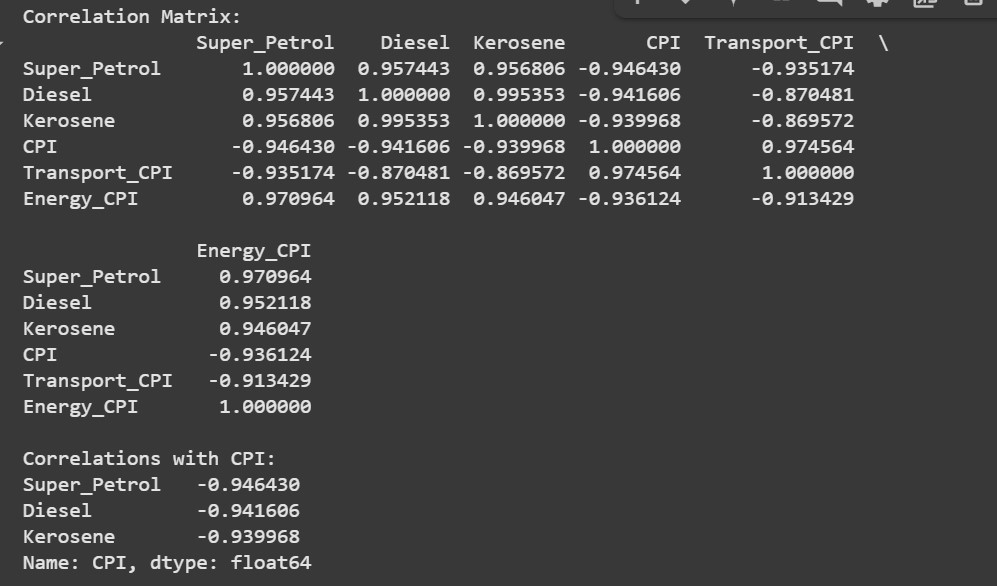 Correlation Matrix:
Super_Petrol Diesel Kerosene CPI Transport_CPI \
Super_Petrol 1.000000 0.957443 0.956806 -0.946430 -0.935174
Diesel 0.957443 1.000000 0.995353 -0.941606 -0.870481
Kerosene 0.956806 0.995353 1.000000 -0.939968 -0.869572
CPI -0.946430 -0.941606 -0.939968 1.000000 0.974564
Transport_CPI -0.935174 -0.870481 -0.869572 0.974564 1.000000
Energy_CPI 0.970964 0.952118 0.946047 -0.936124 -0.913429
Energy_CPI
Super_Petrol 0.970964
Diesel 0.952118
Kerosene 0.946047
CPI -0.936124
Transport_CPI -0.913429
Energy_CPI 1.000000
Correlations with CPI:
Super_Petrol -0.946430
Diesel -0.941606
Kerosene -0.939968
Name: CPI, dtype: float64